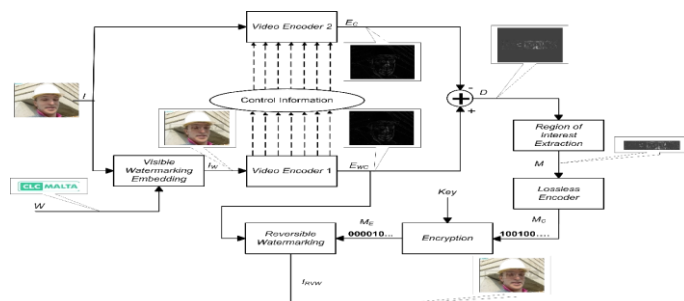 Video Encoder 2
E_C
I
Control Information
D
-
+
Region of
Interest
Extraction
M
Visible
Watermarking
Embedding
I_W
Video Encoder 1
E_WC
CLC MALTA
W
Lossless
Encoder
Key
M_C
M_E
Reversible
Watermarking
000010...
Encryption
100100....
I_RVW